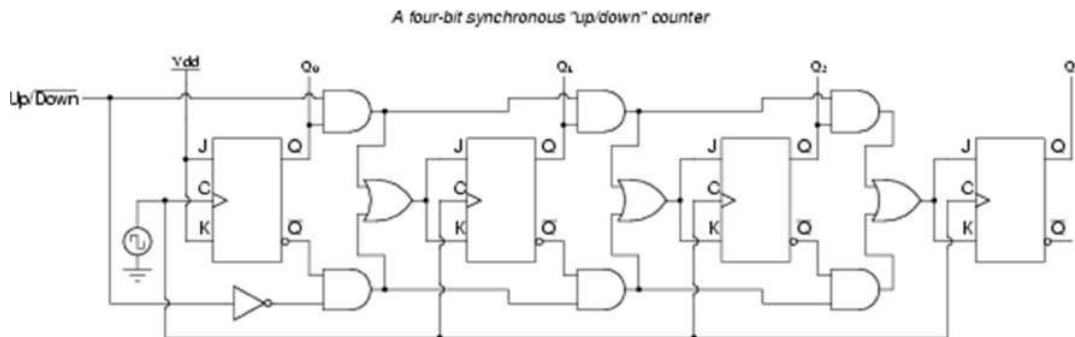 A four-bit synchronous "up/down" counter
Vdd Q0 Q1 Q2 Q
Up/Down
J Q J Q J Q J Q
C C C C
K Q K Q K Q K Q